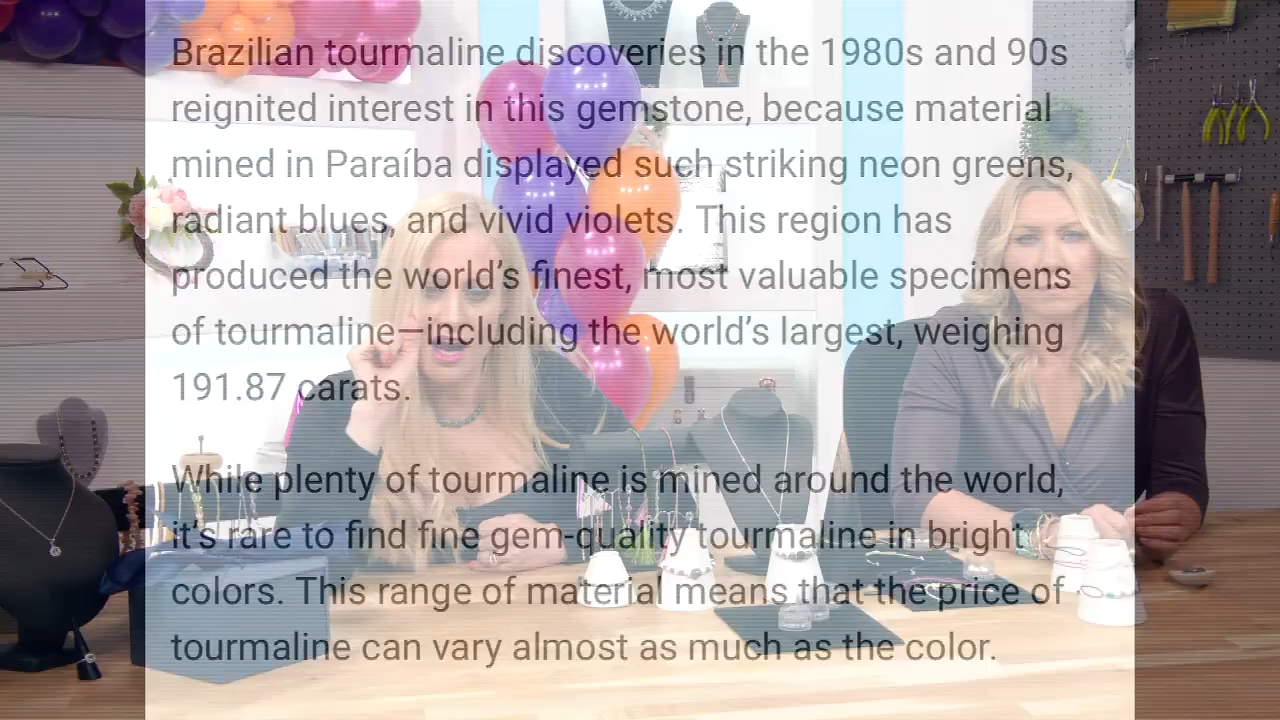 Brazilian tourmaline discoveries in the 1980s and 90s
reignited interest in this gemstone, because material
mined in Paraíba displayed such striking neon greens,
radiant blues, and vivid violets. This region has
produced the world’s finest, most valuable specimens
of tourmaline—including the world’s largest, weighing
191.87 carats.
While plenty of tourmaline is mined around the world,
it's rare to find fine gem-quality tourmaline in bright
colors. This range of material means that the price of
tourmaline can vary almost as much as the color.